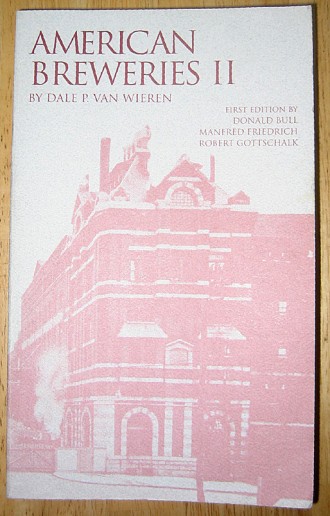 AMERICAN
BREWERIES II
BY DALE P. VAN WIEREN
FIRST EDITION BY
DONALD BULL
MANFRED FRIEDRICH
ROBERT GOTTSCHALK